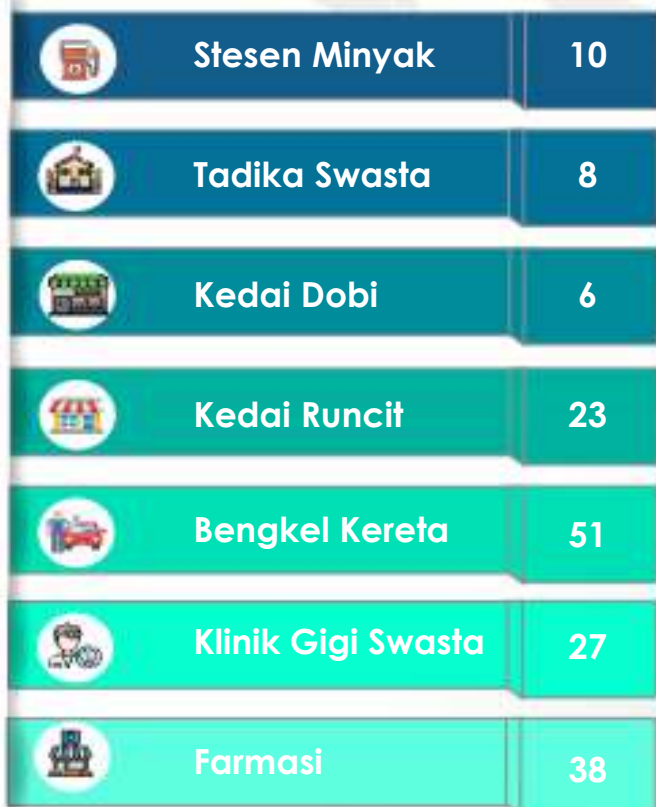 Stesen Minyak 10
Tadika Swasta 8
Kedai Dobi 6
Kedai Runcit 23
Bengkel Kereta 51
Klinik Gigi Swasta 27
Farmasi 38